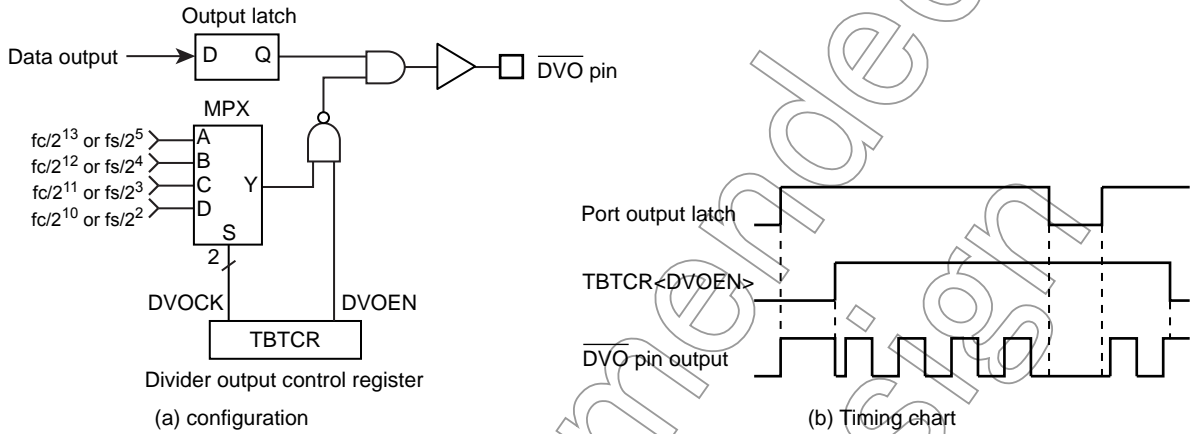 Output latch
Data output
D Q
DVO pin
MPX
fc/2^13 or fs/2^5
A
fc/2^12 or fs/2^4
B
fc/2^11 or fs/2^3
C
Y
fc/2^10 or fs/2^2
D
S
2
DVOCK
DVOEN
TBTCR
Divider output control register
(a) configuration
Port output latch
TBTCR<DVOEN>
DVO pin output
(b) Timing chart
mende
sign